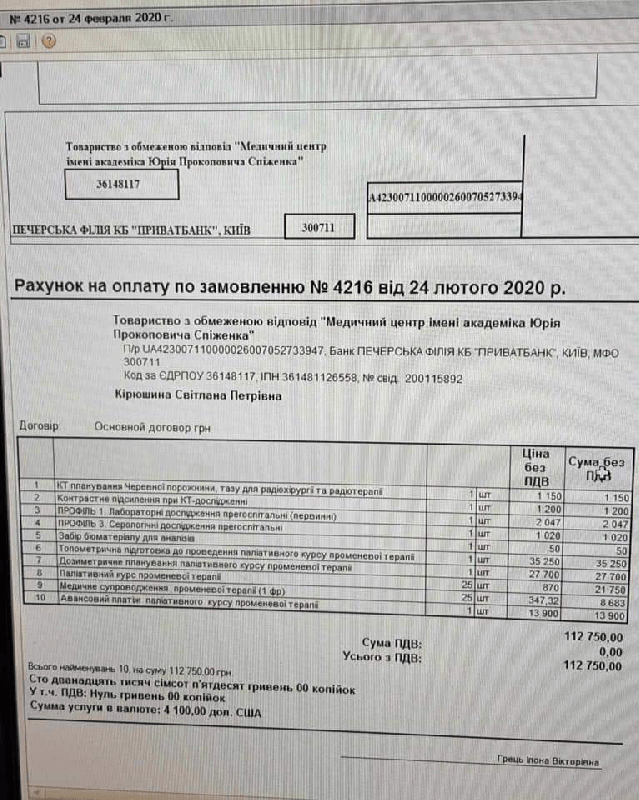 № 4216 от 24 февраля 2020 г.
Товариство з обмеженою відповід "Медичний центр
імені академіка Юрія Прокоповича Спіженка"
36148117
A42300711000002600705273394
ПЕЧЕРСЬКА ФІЛІЯ КБ "ПРИВАТБАНК", КИЇВ
300711
Рахунок на оплату по замовленню № 4216 від 24 лютого 2020 р.
Товариство з обмеженою відповід "Медичний центр імені академіка Юрія
Прокоповича Спіженка"
П/р UA423007110000026007052733947, Банк ПЕЧЕРСЬКА ФІЛІЯ КБ "ПРИВАТБАНК", КИЇВ, МФО
300711
Код за ЄДРПОУ 36148117, ІПН 361481126558, № свід. 200115892
Кірюшина Світлана Петрівна
Договір: Основной договор грн
Ціна без ПДВ Сума без ПДВ
1 КТ планування Черевної порожнини, тазу для радіохірургії та радіотерапії 1 шт 1 150 1 150
2 Контрастне підсилення при КТ-дослідженні 1 шт 1 200 1 200
3 ПРОФІЛЬ 1. Лабораторні дослідження прегоспітальні (первинні) 1 шт 2 047 2 047
4 ПРОФІЛЬ 3. Серологічні дослідження прегоспітальні 1 шт 1 020 1 020
5 Забір біоматеріалу для аналізів 1 шт 50 50
6 Топометрична підготовка до проведення паліативного курсу променевої терапії 1 шт 35 250 35 250
7 Дозиметричне планування паліативного курсу променевої терапії 1 шт 27 700 27 700
8 Паліативний курс променевої терапії 25 шт 870 21 750
9 Медичне супроводження променевої терапії (1 фр) 25 шт 347,32 8 683
10 Авансовий платіж паліативного курсу променевої терапії 1 шт 13 900 13 900
112 750,00
Сума ПДВ: 0,00
Усього з ПДВ: 112 750,00
Всього найменувань 10, на суму 112 750,00 грн.
Сто дванадцять тисяч сімсот п'ятдесят гривень 00 копійок
У т.ч. ПДВ: Нуль гривень 00 копійок
Сумма услуги в валюте: 4 100,00 дол. США
Грець Ілона Вікторівна